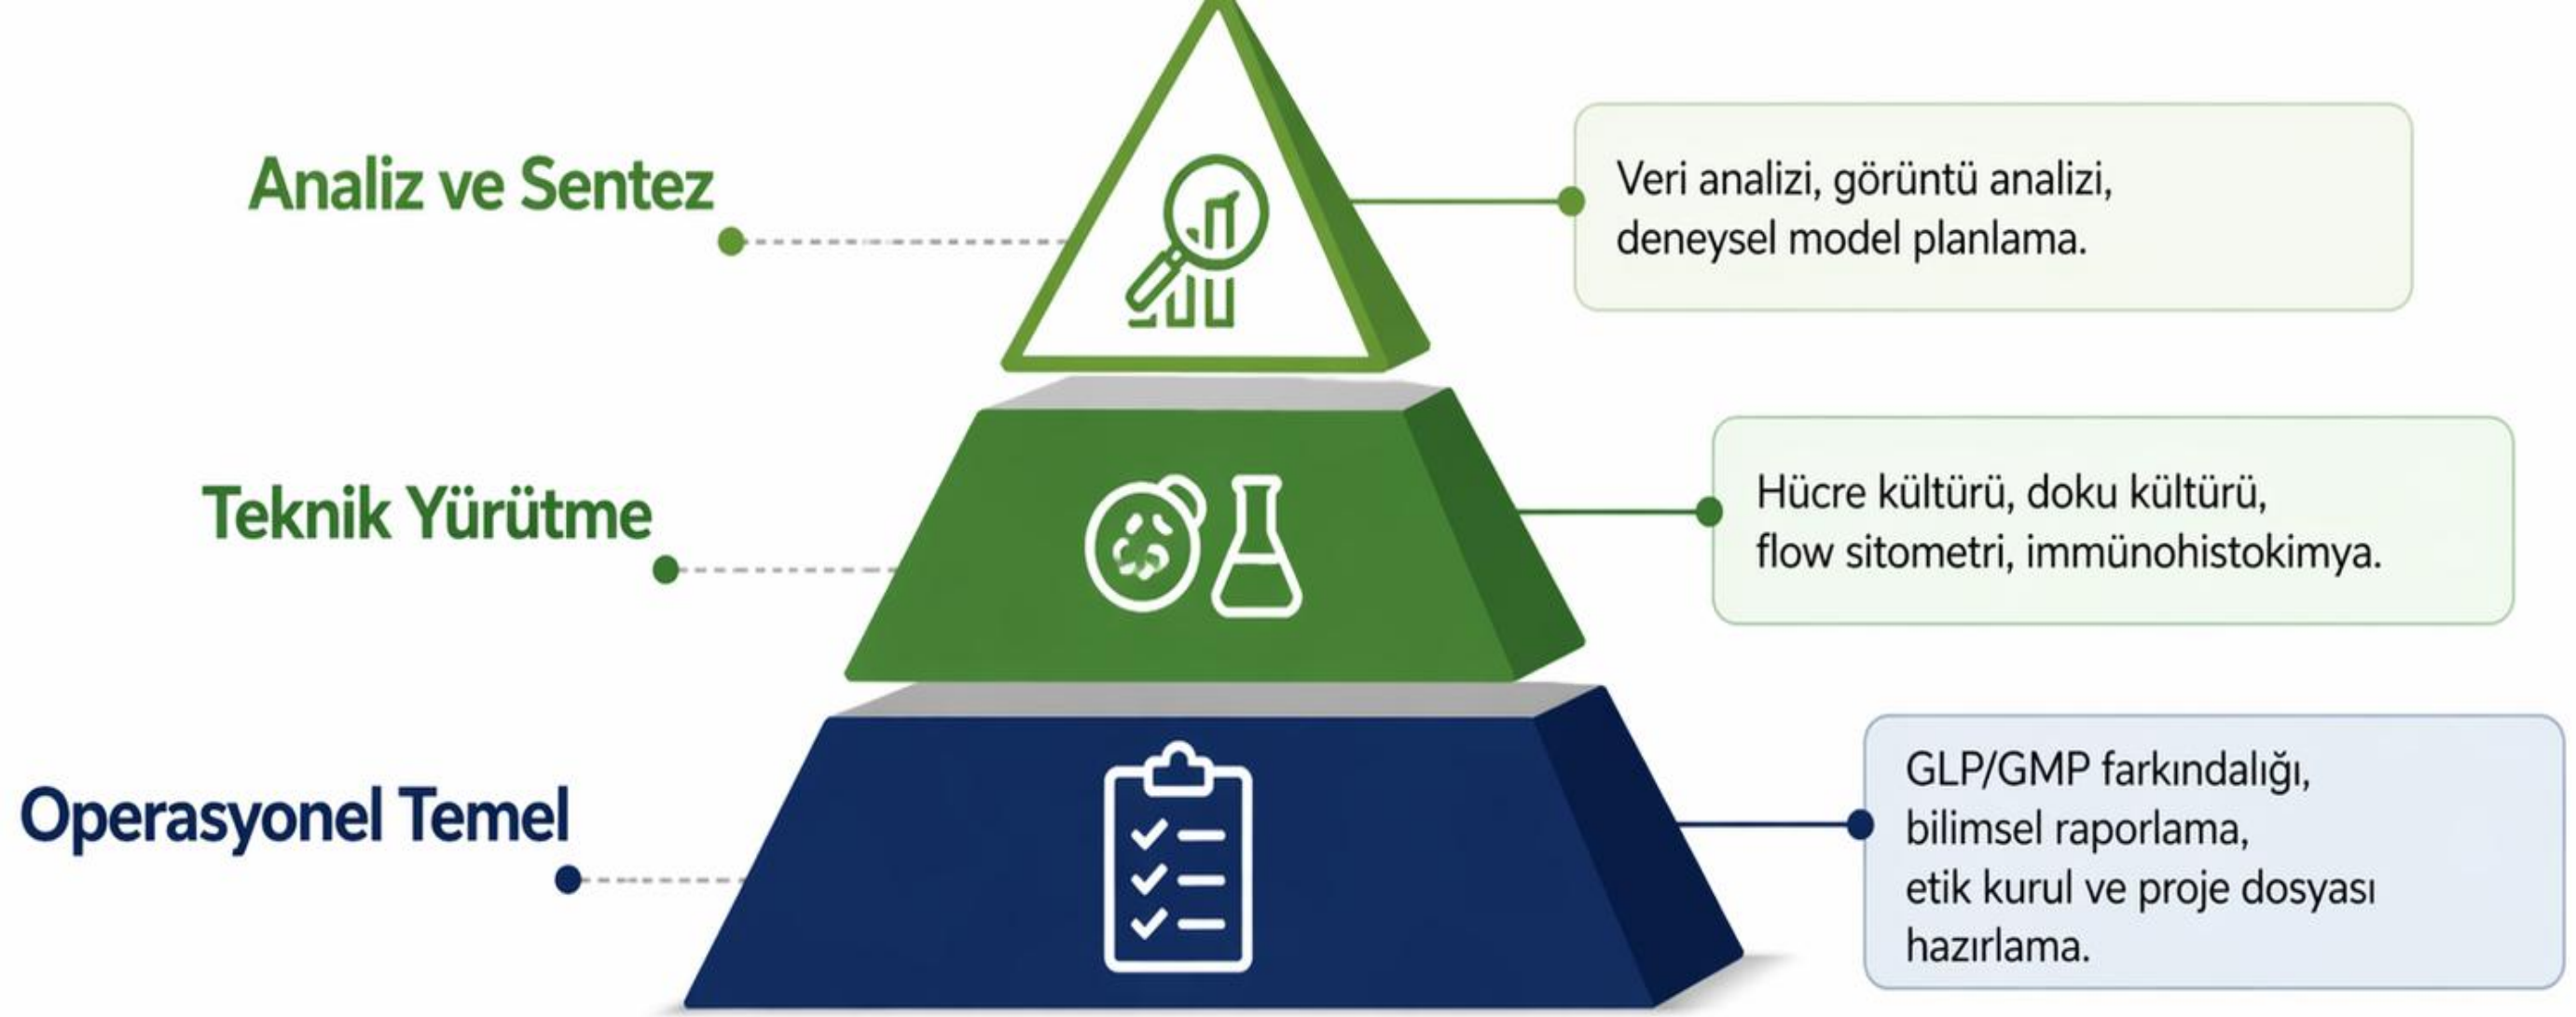 Analiz ve Sentez
Veri analizi, görüntü analizi,
deneysel model planlama.
Teknik Yürütme
Hücre kültürü, doku kültürü,
flow sitometri, immünohistokimya.
Operasyonel Temel
GLP/GMP farkındalığı,
bilimsel raporlama,
etik kurul ve proje dosyası
hazırlama.